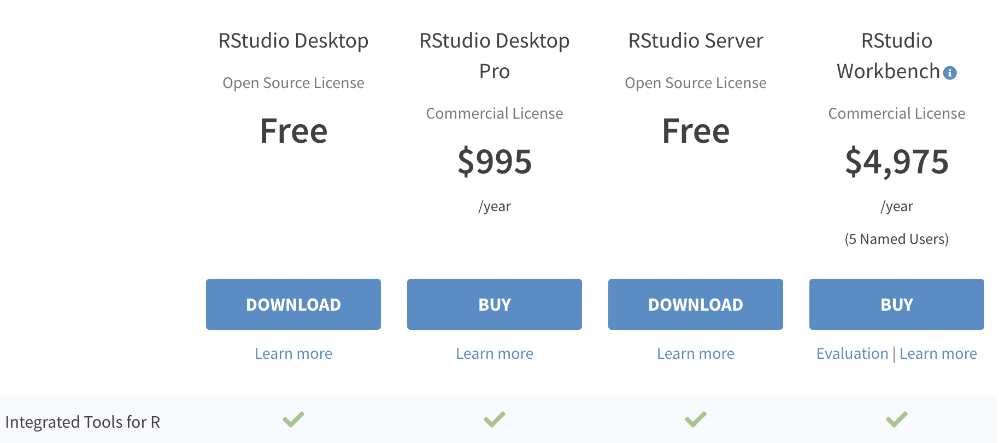 RStudio Desktop
Open Source License
Free
DOWNLOAD
Learn more
RStudio Desktop
Pro
Commercial License
$995
/year
BUY
Learn more
RStudio Server
Open Source License
Free
DOWNLOAD
Learn more
RStudio
Workbench
Commercial License
$4,975
/year
(5 Named Users)
BUY
Evaluation | Learn more
Integrated Tools for R